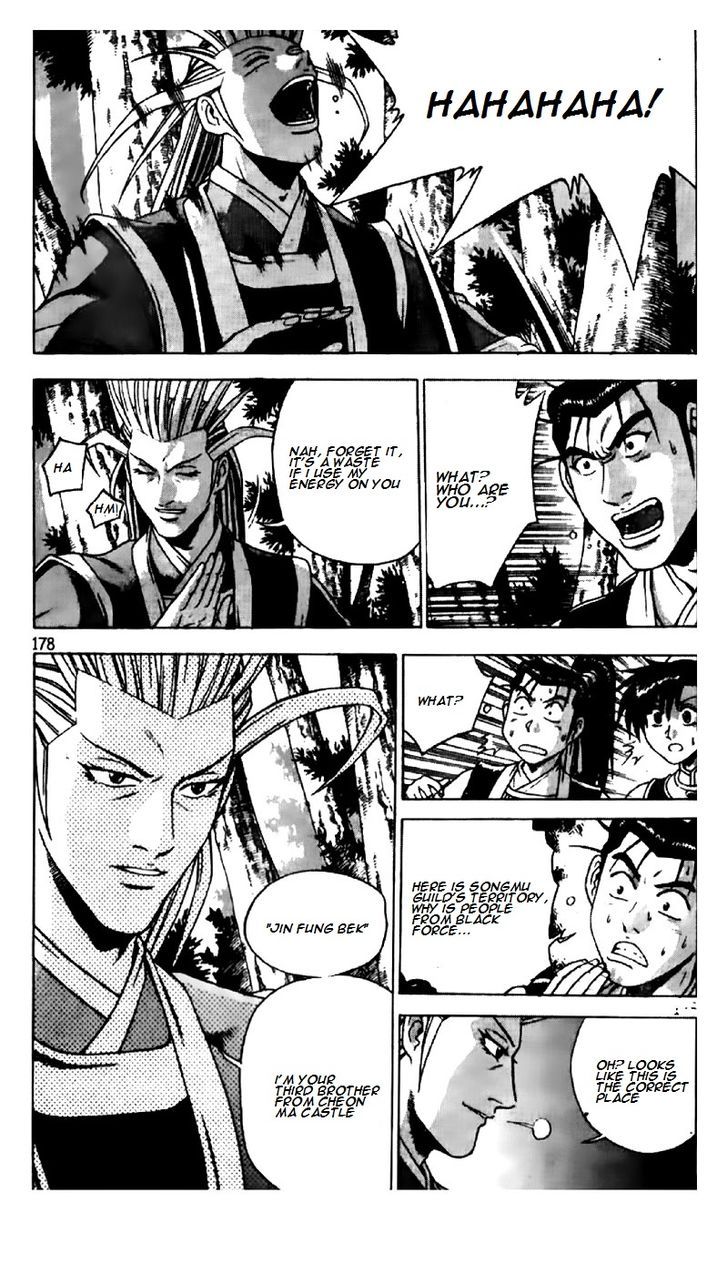 HAHAHAHA!
HA
HM!
NAH, FORGET IT,
IT'S A WASTE
IF I USE MY
ENERGY ON YOU
WHAT?
WHO ARE
YOU...?
178
"JIN FUNG BEK"
I'M YOUR
THIRD BROTHER
FROM CHEON
MA CASTLE
WHAT?
HERE IS SONGMU
GUILD'S TERRITORY,
WHY IS PEOPLE
FROM BLACK
FORCE...
OH? LOOKS
LIKE THIS IS
THE CORRECT
PLACE